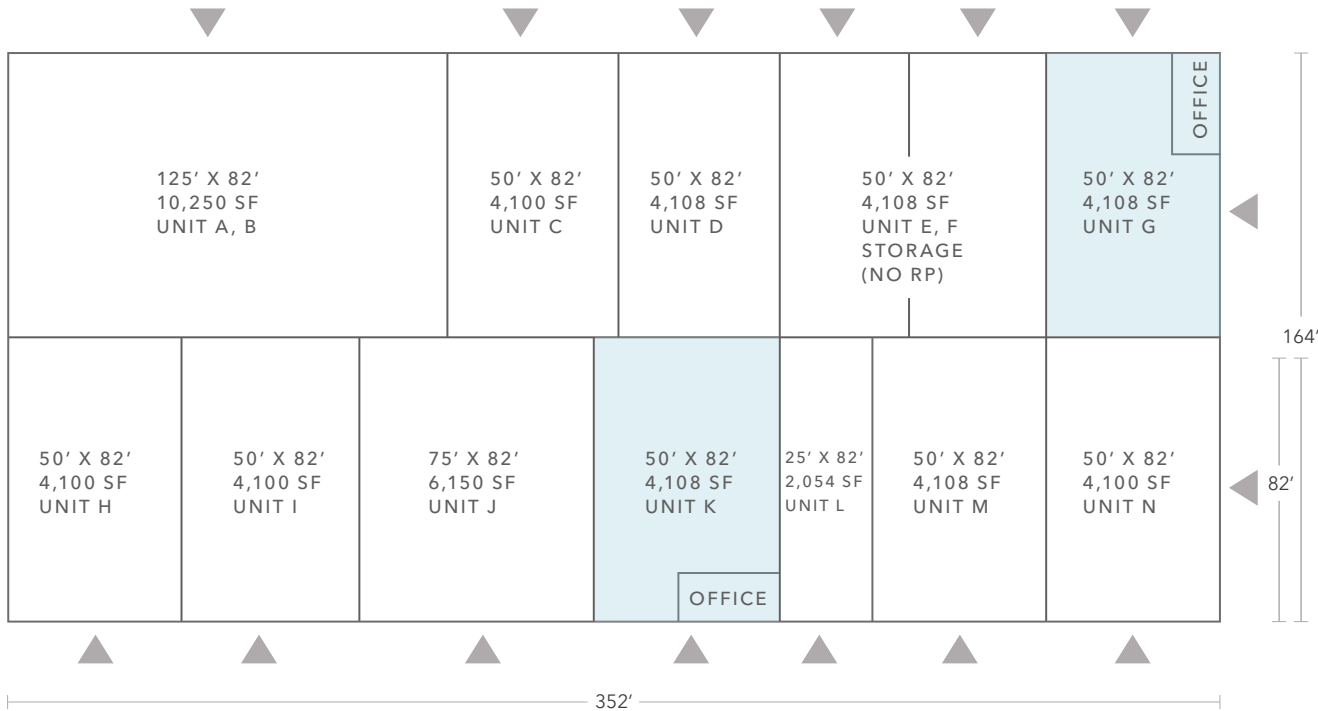 125’ X 82’
10,250 SF
UNIT A, B
50’ X 82’
4,100 SF
UNIT C
50’ X 82’
4,108 SF
UNIT D
50’ X 82’
4,108 SF
UNIT E, F
STORAGE
(NO RP)
50’ X 82’
4,108 SF
UNIT G
OFFICE
164’
50’ X 82’
4,100 SF
UNIT H
50’ X 82’
4,100 SF
UNIT I
75’ X 82’
6,150 SF
UNIT J
50’ X 82’
4,108 SF
UNIT K
OFFICE
25’ X 82’
2,054 SF
UNIT L
50’ X 82’
4,108 SF
UNIT M
50’ X 82’
4,100 SF
UNIT N
82’
352’